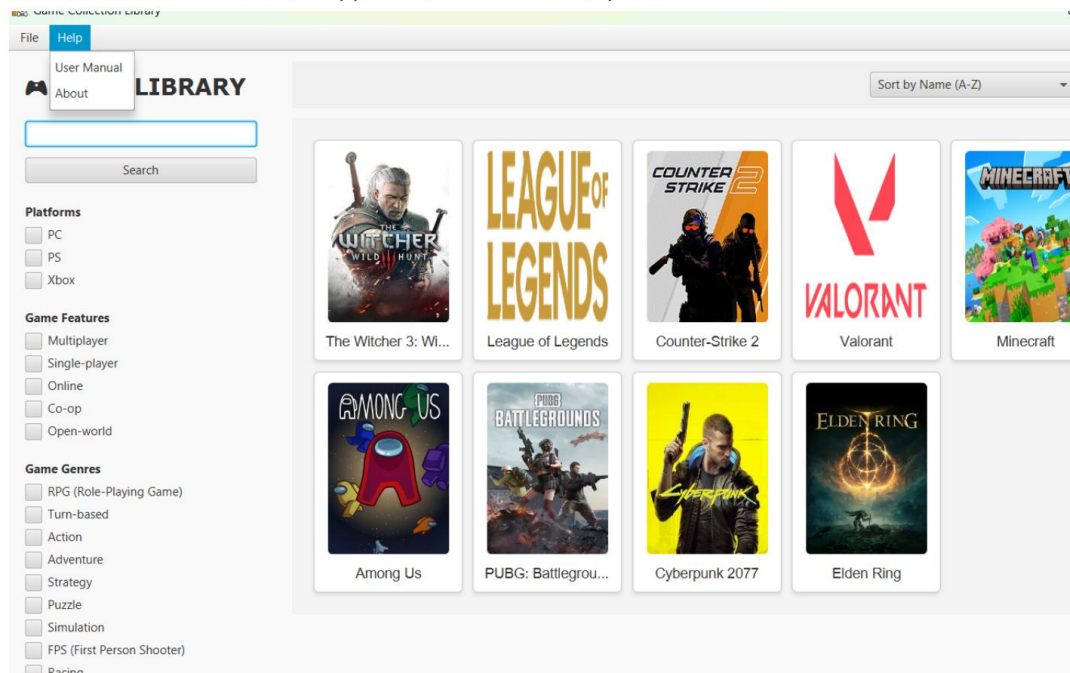 Game Collection Library
File Help
User Manual
About
LIBRARY
Sort by Name (A-Z)
Search
Platforms
PC
PS
Xbox
Game Features
Multiplayer
Single-player
Online
Co-op
Open-world
Game Genres
RPG (Role-Playing Game)
Turn-based
Action
Adventure
Strategy
Puzzle
Simulation
FPS (First Person Shooter)
Racing
THE
WITCHER
WILD HUNT
The Witcher 3: Wi...
LEAGUE OF
LEGENDS
League of Legends
COUNTER
STRIKE 2
Counter-Strike 2
VALORANT
Valorant
MINECRAFT
Minecraft
AMONG US
Among Us
PUBG
BATTLEGROUNDS
PUBG: Battlegrou...
Cyberpunk
Cyberpunk 2077
ELDEN RING
Elden Ring